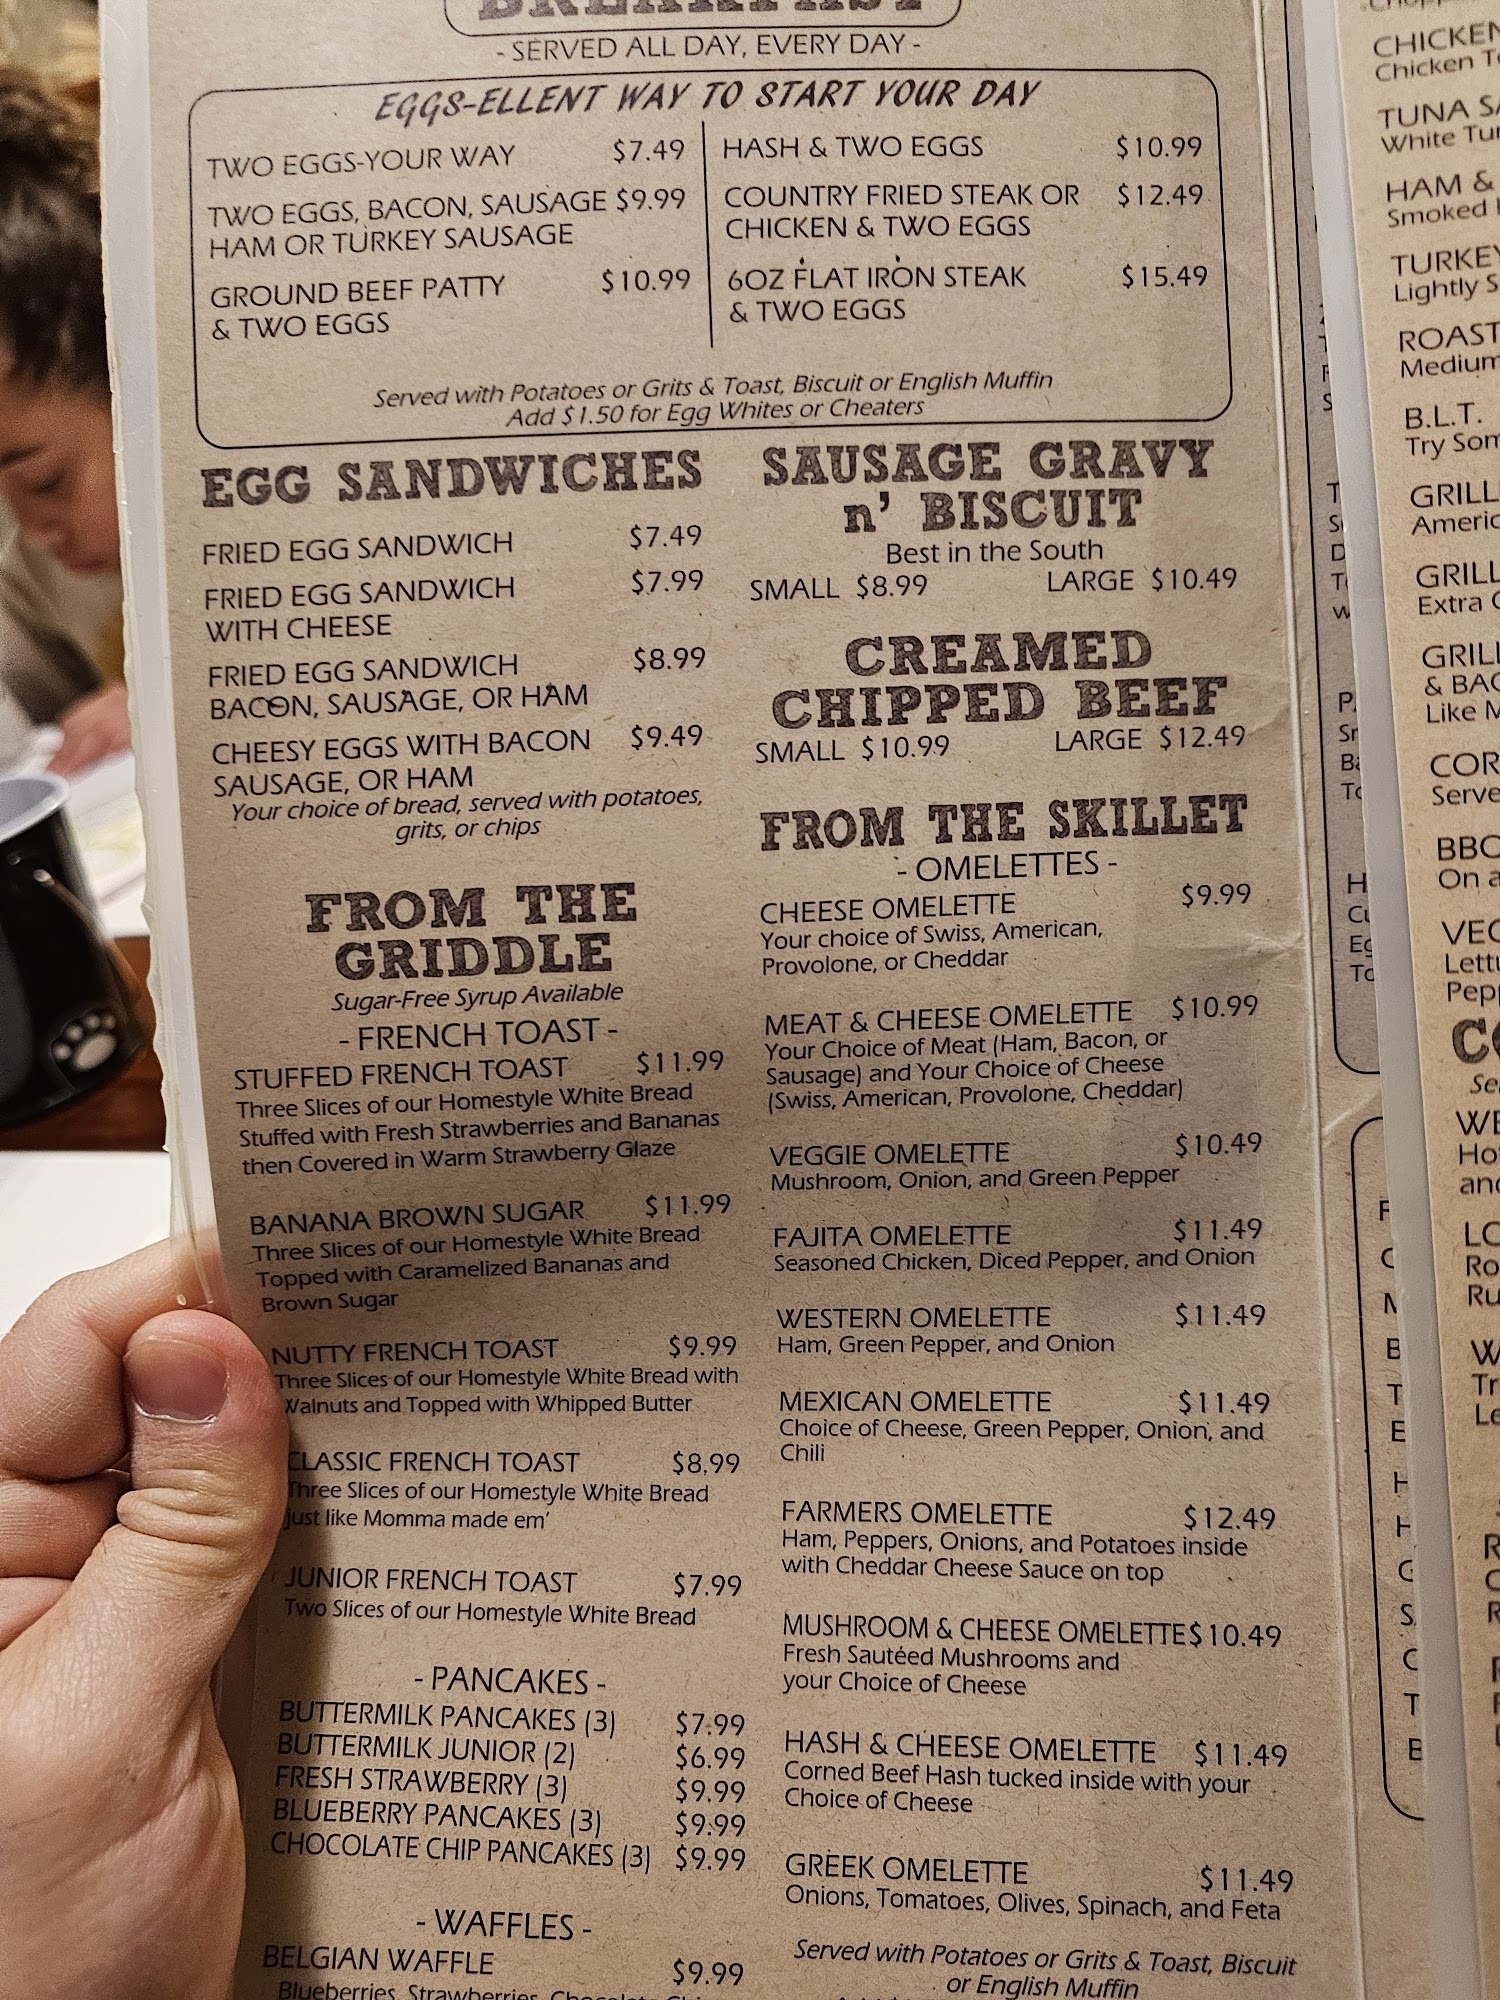 BREAKFAST
- SERVED ALL DAY, EVERY DAY -
EGGS-ELLENT WAY TO START YOUR DAY
TWO EGGS-YOUR WAY $7.49
TWO EGGS, BACON, SAUSAGE $9.99
HAM OR TURKEY SAUSAGE
GROUND BEEF PATTY $10.99
& TWO EGGS
HASH & TWO EGGS $10.99
COUNTRY FRIED STEAK OR $12.49
CHICKEN & TWO EGGS
6OZ FLAT IRON STEAK $15.49
& TWO EGGS
Served with Potatoes or Grits & Toast, Biscuit or English Muffin
Add $1.50 for Egg Whites or Cheaters
EGG SANDWICHES
FRIED EGG SANDWICH $7.49
FRIED EGG SANDWICH $7.99
WITH CHEESE
FRIED EGG SANDWICH $8.99
BACON, SAUSAGE, OR HAM
CHEESY EGGS WITH BACON $9.49
SAUSAGE, OR HAM
Your choice of bread, served with potatoes,
grits, or chips
FROM THE
GRIDDLE
Sugar-Free Syrup Available
- FRENCH TOAST -
STUFFED FRENCH TOAST $11.99
Three Slices of our Homestyle White Bread
Stuffed with Fresh Strawberries and Bananas
then Covered in Warm Strawberry Glaze
BANANA BROWN SUGAR $11.99
Three Slices of our Homestyle White Bread
Topped with Caramelized Bananas and
Brown Sugar
NUTTY FRENCH TOAST $9.99
Three Slices of our Homestyle White Bread with
Walnuts and Topped with Whipped Butter
CLASSIC FRENCH TOAST $8.99
Three Slices of our Homestyle White Bread
just like Momma made em'
JUNIOR FRENCH TOAST $7.99
Two Slices of our Homestyle White Bread
- PANCAKES -
BUTTERMILK PANCAKES (3) $7.99
BUTTERMILK JUNIOR (2) $6.99
FRESH STRAWBERRY (3) $9.99
BLUEBERRY PANCAKES (3) $9.99
CHOCOLATE CHIP PANCAKES (3) $9.99
- WAFFLES -
BELGIAN WAFFLE $9.99
Blueberries, Strawberries, Chocolate
SAUSAGE GRAVY
n' BISCUIT
Best in the South
SMALL $8.99 LARGE $10.49
CREAMED
CHIPPED BEEF
SMALL $10.99 LARGE $12.49
FROM THE SKILLET
- OMELETTES -
CHEESE OMELETTE $9.99
Your choice of Swiss, American,
Provolone, or Cheddar
MEAT & CHEESE OMELETTE $10.99
Your Choice of Meat (Ham, Bacon, or
Sausage) and Your Choice of Cheese
(Swiss, American, Provolone, Cheddar)
VEGGIE OMELETTE $10.49
Mushroom, Onion, and Green Pepper
FAJITA OMELETTE $11.49
Seasoned Chicken, Diced Pepper, and Onion
WESTERN OMELETTE $11.49
Ham, Green Pepper, and Onion
MEXICAN OMELETTE $11.49
Choice of Cheese, Green Pepper, Onion, and
Chili
FARMERS OMELETTE $12.49
Ham, Peppers, Onions, and Potatoes inside
with Cheddar Cheese Sauce on top
MUSHROOM & CHEESE OMELETTE $10.49
Fresh Sautéed Mushrooms and
your Choice of Cheese
HASH & CHEESE OMELETTE $11.49
Corned Beef Hash tucked inside with your
Choice of Cheese
GREEK OMELETTE $11.49
Onions, Tomatoes, Olives, Spinach, and Feta
Served with Potatoes or Grits & Toast, Biscuit
or English Muffin
CHICKEN
Chicken
TUNA
White
HAM &
Smoked
TURKEY
Lightly
ROAST
Medium
B.L.T.
Try
Extra
& 
Like
On a